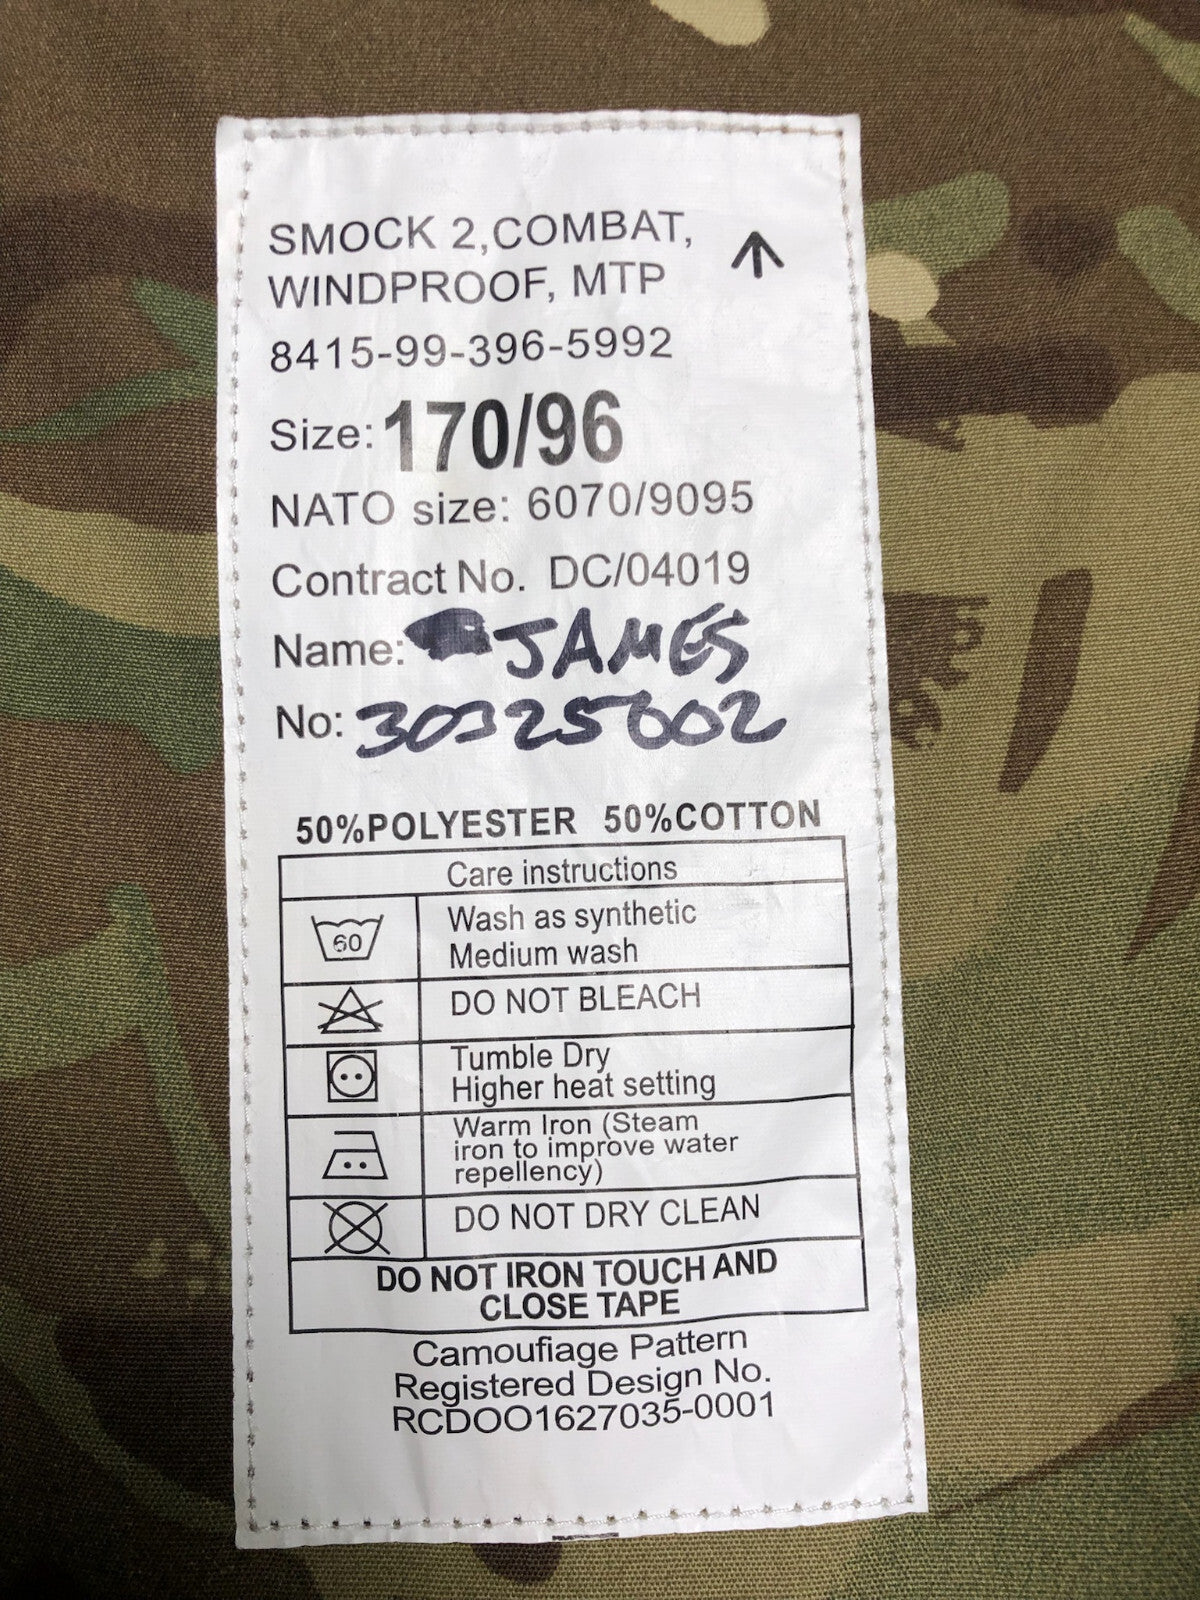 SMOCK 2,COMBAT,
WINDPROOF, MTP
8415-99-396-5992
Size: 170/96
NATO size: 6070/9095
Contract No. DC/04019
Name: JAMES
No: 30325002
50%POLYESTER 50%COTTON
Care instructions
60
Wash as synthetic
Medium wash
DO NOT BLEACH
Tumble Dry
Higher heat setting
Warm Iron (Steam
iron to improve water
repellency)
DO NOT DRY CLEAN
DO NOT IRON TOUCH AND
CLOSE TAPE
Camoufiage Pattern
Registered Design No.
RCDOO1627035-0001